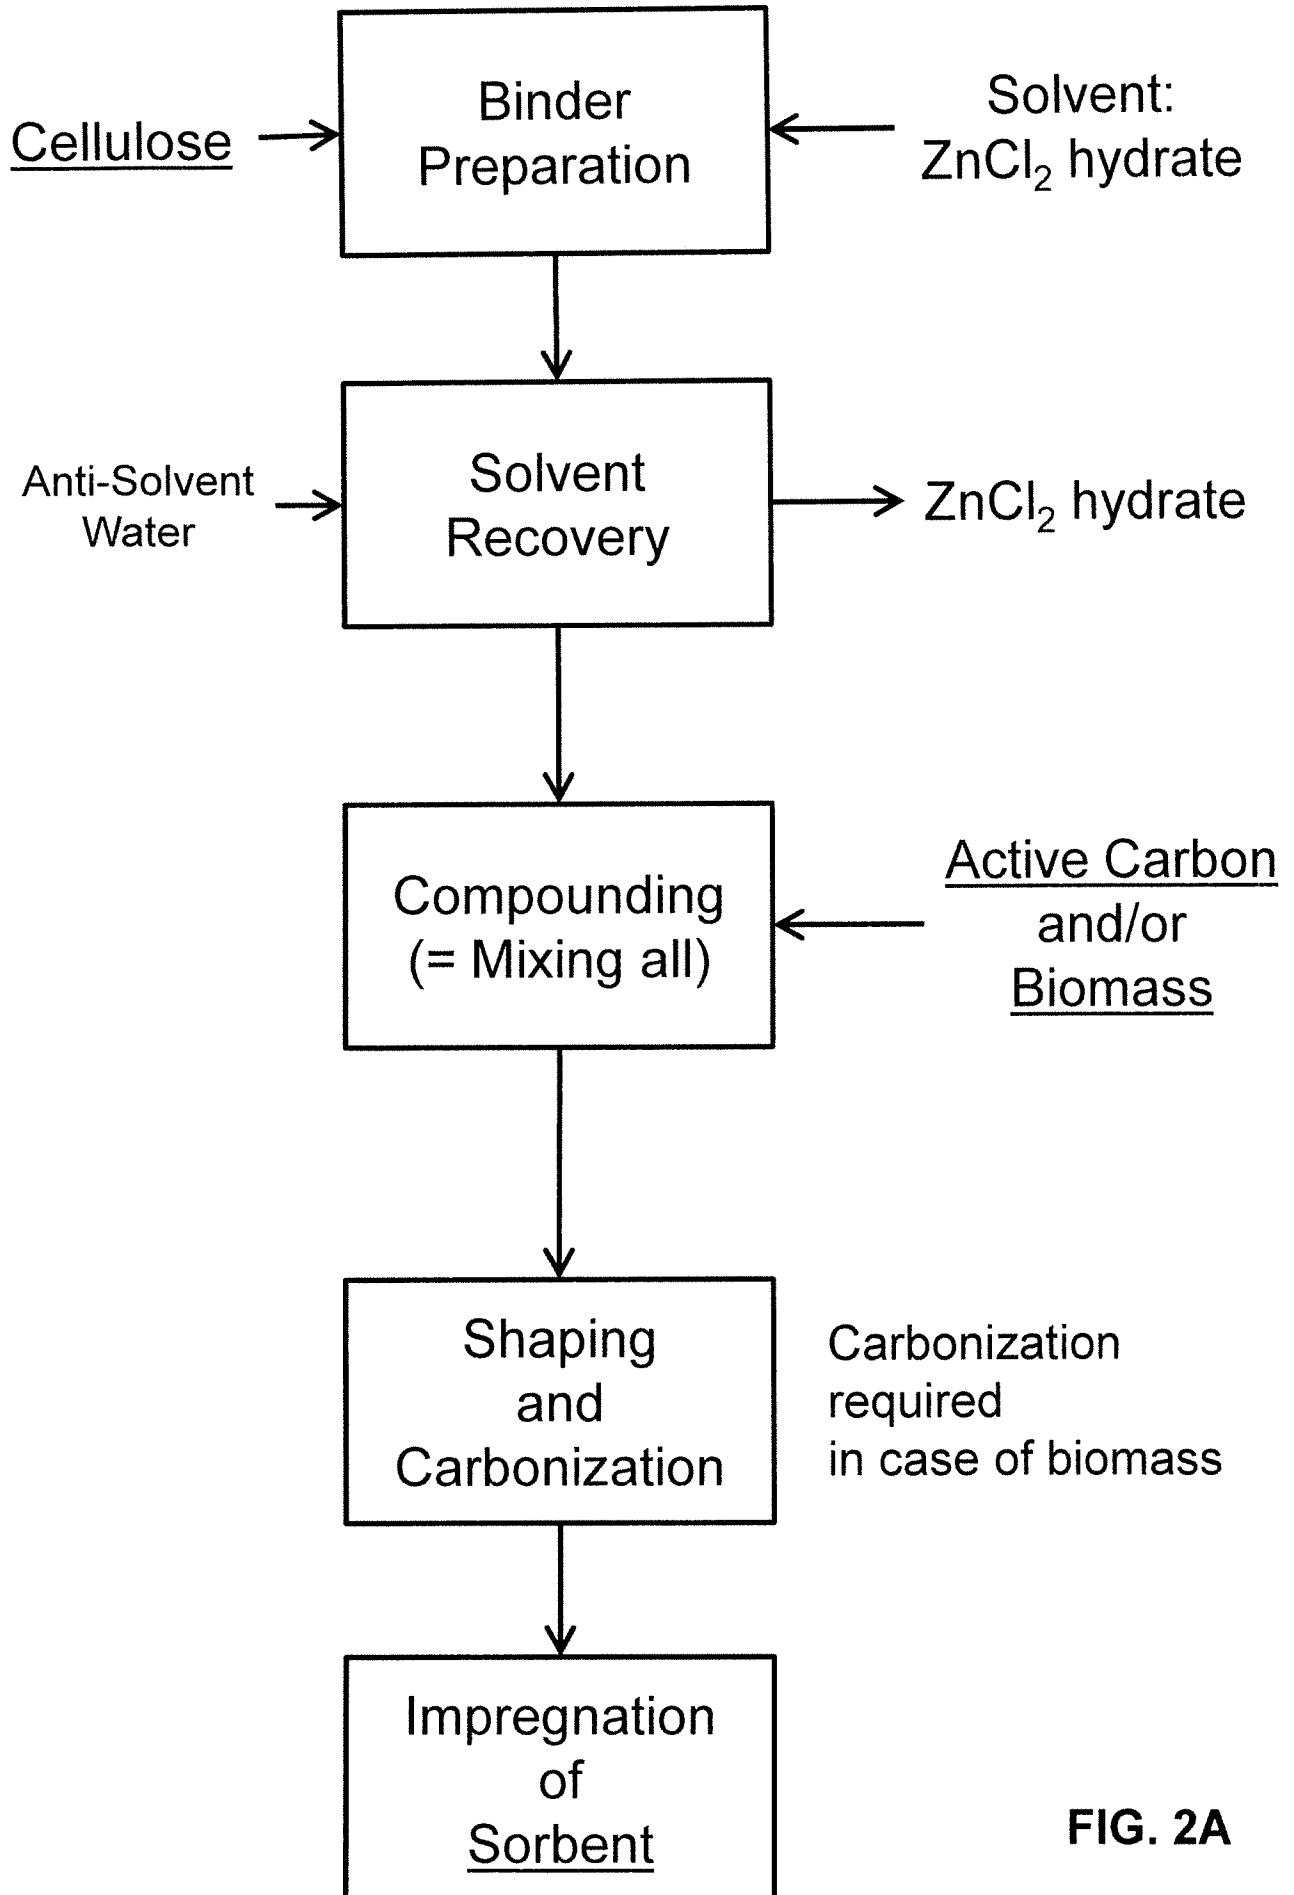 Binder
Preparation
Cellulose
Solvent:
ZnCl₂ hydrate
Solvent
Recovery
Anti-Solvent
Water
ZnCl₂ hydrate
Compounding
(= Mixing all)
Active Carbon
and/or
Biomass
Shaping
and
Carbonization
Carbonization
required
in case of biomass
Impregnation
of
Sorbent
FIG. 2A